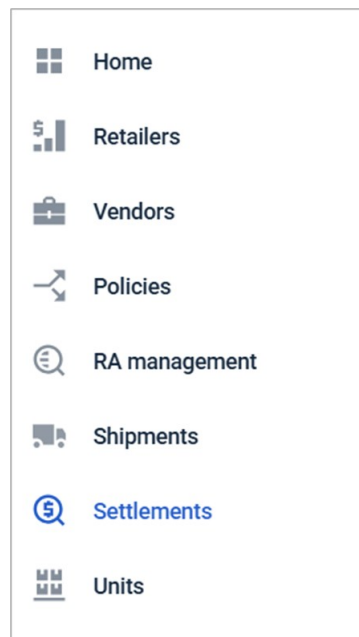 Home
Retailers
Vendors
Policies
RA management
Shipments
Settlements
Units